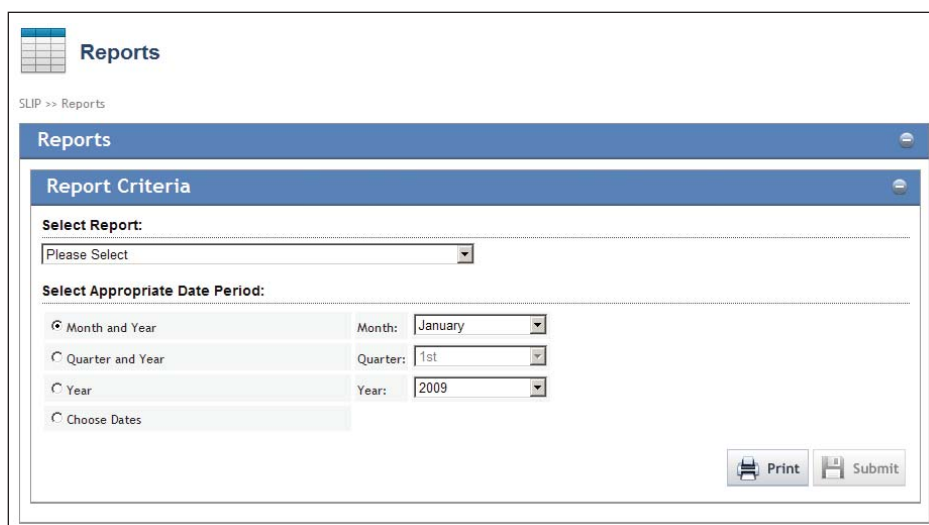 Reports
SLIP >> Reports
Reports
Report Criteria
Select Report:
Please Select
Select Appropriate Date Period:
Month and Year Month: January
Quarter and Year Quarter: 1st
Year Year: 2009
Choose Dates
Print Submit